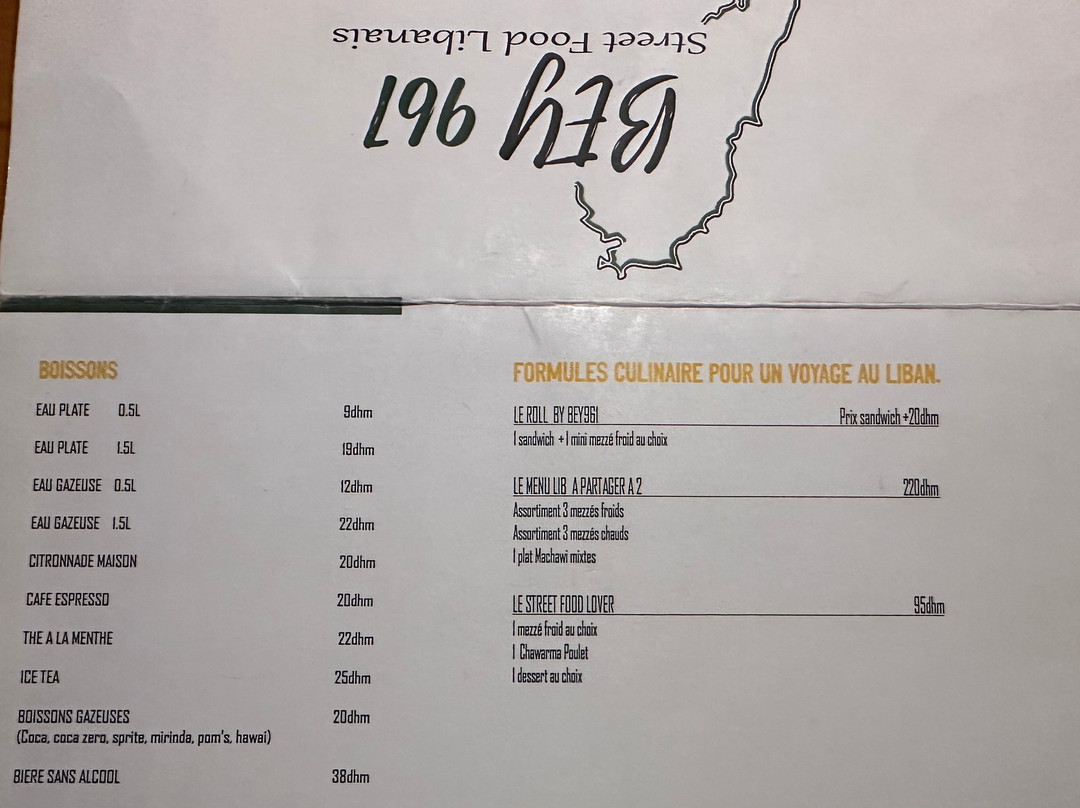 BEY 961
Street Food Libanais
BOISSONS
EAU PLATE 0.5L 9dhm
EAU PLATE 1.5L 19dhm
EAU GAZEUSE 0.5L 12dhm
EAU GAZEUSE 1.5L 22dhm
CITRONNADE MAISON 20dhm
CAFE ESPRESSO 20dhm
THE A LA MENTHE 22dhm
ICE TEA 25dhm
BOISSONS GAZEUSES 20dhm
(Coca, coca zero, sprite, mirinda, pom's, hawai)
BIERE SANS ALCOOL 38dhm
FORMULES CULINAIRE POUR UN VOYAGE AU LIBAN.
LE ROLL BY BEY961 Prix sandwich +20dhm
1 sandwich + 1 mini mezzé froid au choix
LE MENU LIB A PARTAGER A 2 220dhm
Assortiment 3 mezzés froids
Assortiment 3 mezzés chauds
1 plat Machawi mixtes
LE STREET FOOD LOVER 95dhm
1 mezzé froid au choix
1 Chawarma Poulet
1 dessert au choix